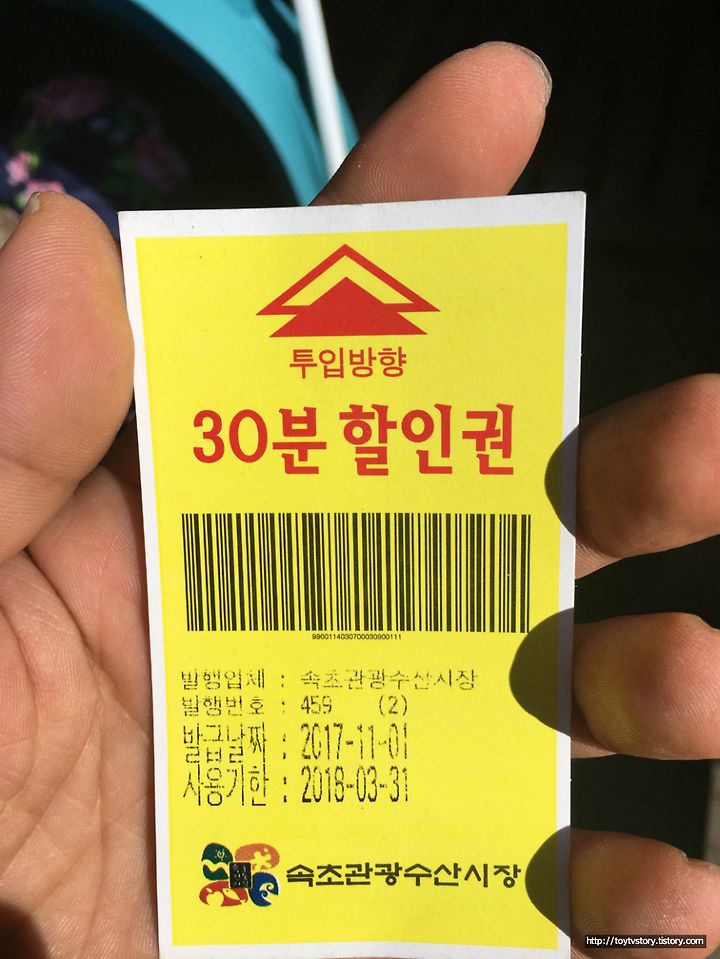 투입방향
30분 할인권
9900114030700030900111
발행업체 : 속초관광수산시장
발행번호 : 459 (2)
발급날짜 : 2017-11-01
사용기한 : 2018-03-31
속초관광수산시장
http://toytvstory.tistory.com